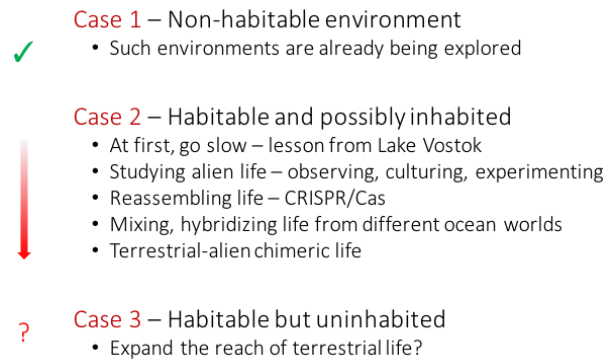 Case 1 – Non-habitable environment
• Such environments are already being explored
Case 2 – Habitable and possibly inhabited
• At first, go slow – lesson from Lake Vostok
• Studying alien life – observing, culturing, experimenting
• Reassembling life – CRISPR/Cas
• Mixing, hybridizing life from different ocean worlds
• Terrestrial-alien chimeric life
? Case 3 – Habitable but uninhabited
• Expand the reach of terrestrial life?